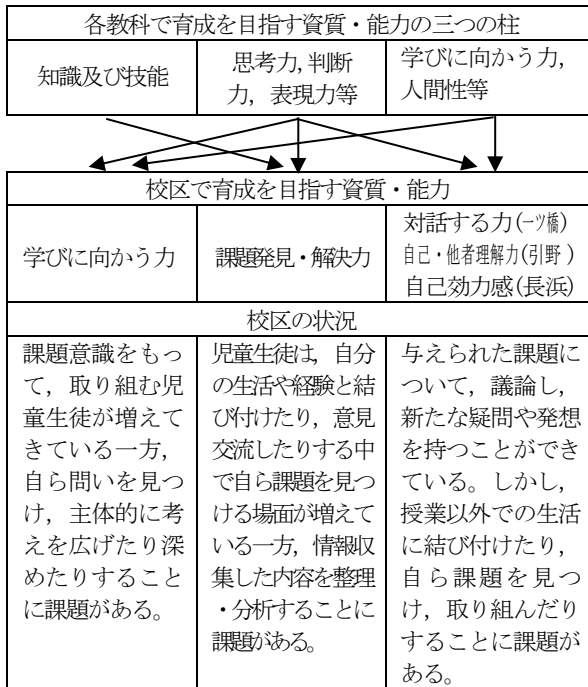 各教科で育成を目指す資質・能力の三つの柱
知識及び技能
思考力,判断
力，表現力等
学びに向かう力，
人間性等
校区で育成を目指す資質・能力
学びに向かう力
課題発見・解決力
対話する力(一ツ橋)
自己・他者理解力(引野)
自己効力感(長浜)
校区の状況
課題意識をもっ
て，取り組む児
童生徒が増えて
きている一方，
自ら問いを見つ
け，主体的に考
えを広げたり深
めたりすること
に課題がある。
児童生徒は，自分
の生活や経験と結
び付けたり，意見
交流したりする中
で自ら課題を見つ
ける場面が増えて
いる一方，情報収
集した内容を整理
・分析することに
課題がある。
与えられた課題に
ついて，議論し，
新たな疑問や発想
を持つことができ
ている。しかし，
授業以外での生活
に結び付けたり，
自ら課題を見つ
け，取り組んだり
することに課題が
ある。